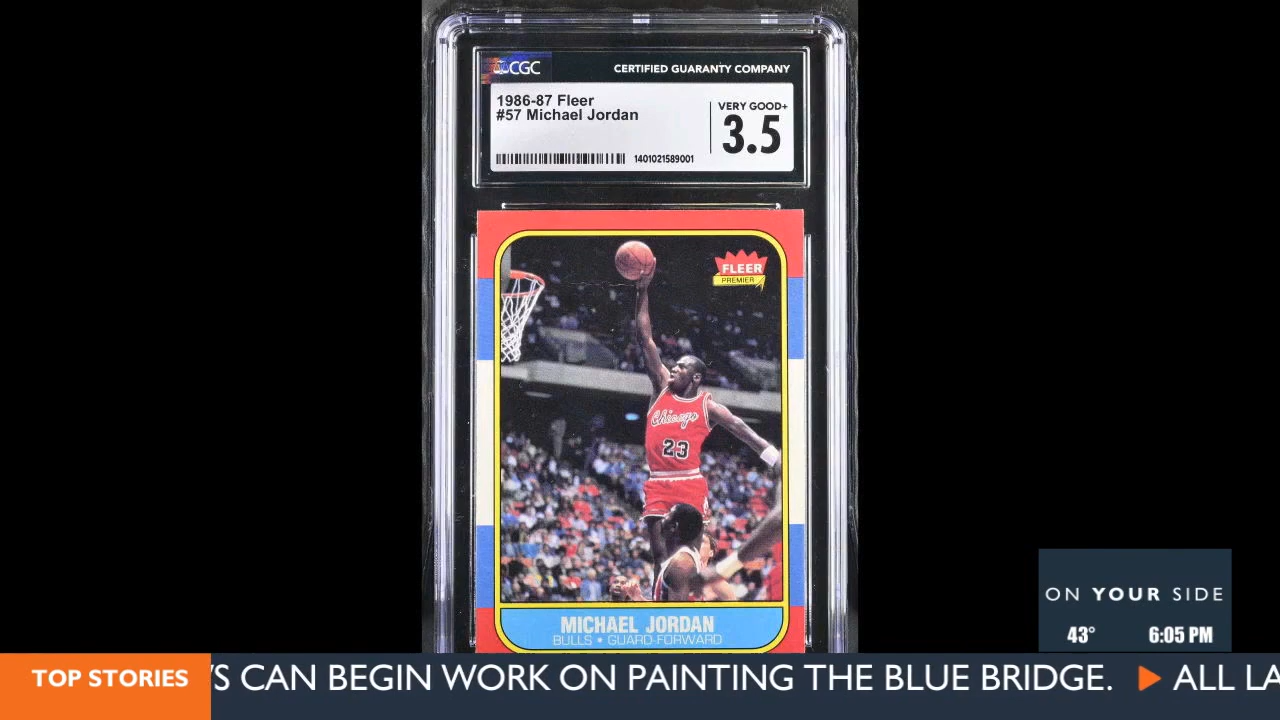 CGC
CERTIFIED GUARANTY COMPANY
1986-87 Fleer
#57 Michael Jordan
VERY GOOD+
3.5
1401021589001
FLEER
PREMIER
Chicago
23
MICHAEL JORDAN
BULLS • GUARD-FORWARD
ON YOUR SIDE
43° 6:05 PM
TOP STORIES
CAN BEGIN WORK ON PAINTING THE BLUE BRIDGE. ▶ ALL